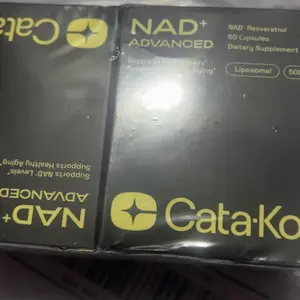 Cata·Ko
NAD+
ADVANCED
NAD+ Resveratrol
60 Capsules
Dietary Supplement
Liposomal
Supports NAD+ Levels*
Supports Healthy Aging*
NAD+
ADVANCED
Cata·Ko